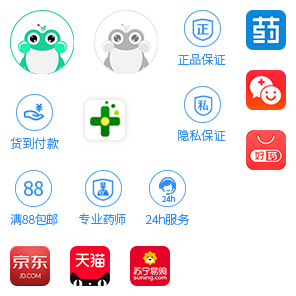 正
药
正品保证
货到付款
私
隐私保证
好药
88
24h
满88包邮
专业药师
24h服务
京东
JD.COM
天猫
苏宁易购
suning.com